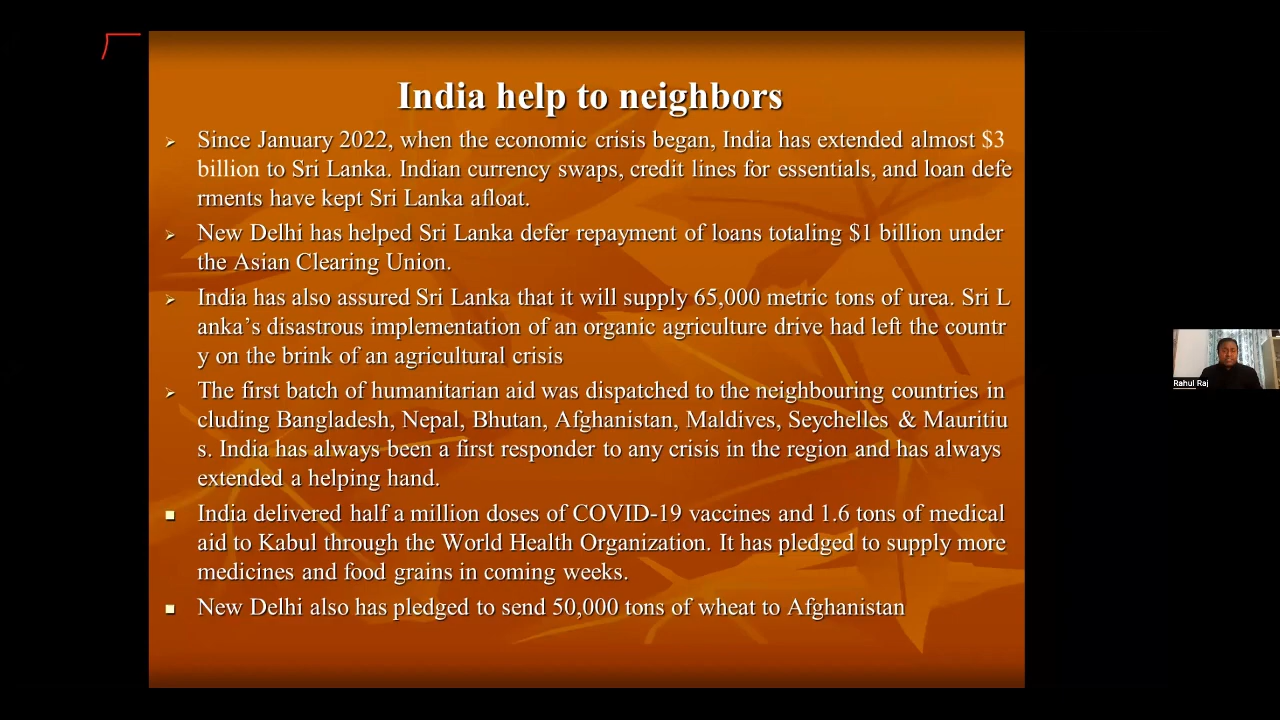 India help to neighbors
Since January 2022, when the economic crisis began, India has extended almost $3
billion to Sri Lanka. Indian currency swaps, credit lines for essentials, and loan defe
rments have kept Sri Lanka afloat.
New Delhi has helped Sri Lanka defer repayment of loans totaling $1 billion under
the Asian Clearing Union.
India has also assured Sri Lanka that it will supply 65,000 metric tons of urea. Sri L
anka’s disastrous implementation of an organic agriculture drive had left the countr
y on the brink of an agricultural crisis
The first batch of humanitarian aid was dispatched to the neighbouring countries in
cluding Bangladesh, Nepal, Bhutan, Afghanistan, Maldives, Seychelles & Mauritiu
s. India has always been a first responder to any crisis in the region and has always
extended a helping hand.
India delivered half a million doses of COVID-19 vaccines and 1.6 tons of medical
aid to Kabul through the World Health Organization. It has pledged to supply more
medicines and food grains in coming weeks.
New Delhi also has pledged to send 50,000 tons of wheat to Afghanistan
Rahul Raj